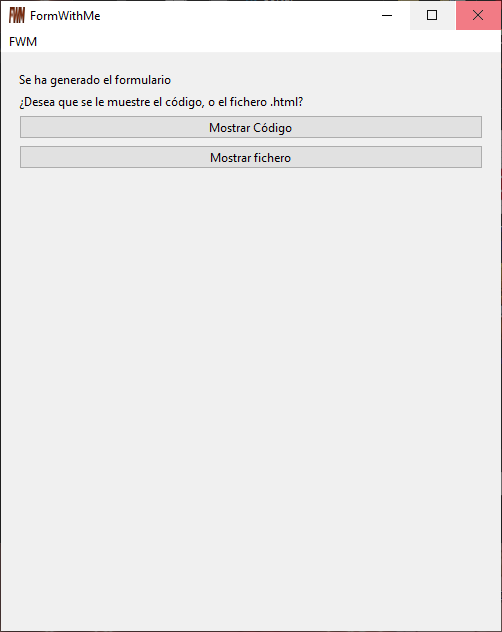 FWM FormWithMe
FWM
Se ha generado el formulario
¿Desea que se le muestre el código, o el fichero .html?
Mostrar Código
Mostrar fichero